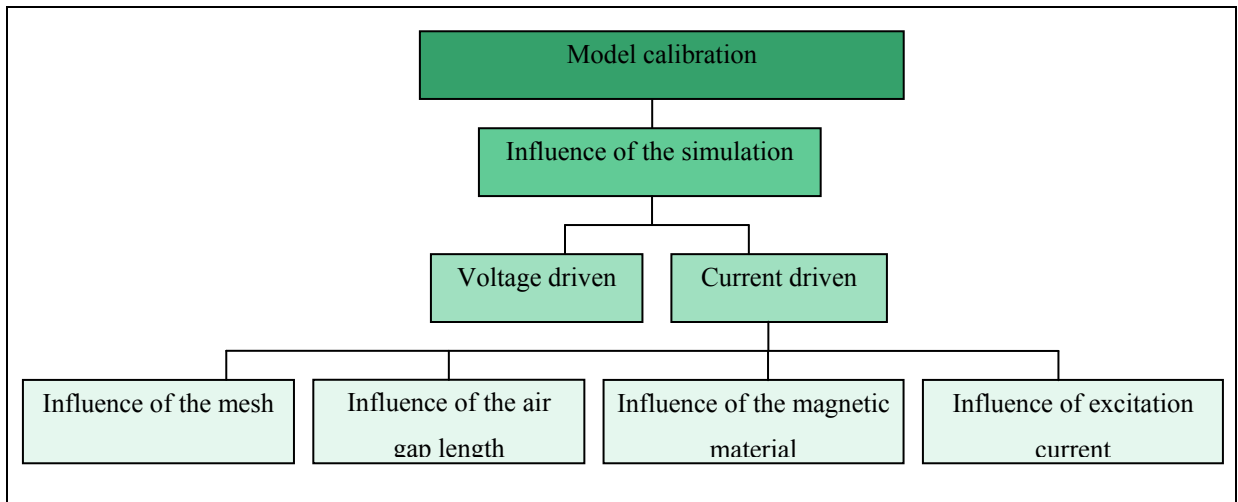 Model calibration
Influence of the simulation
Voltage driven
Current driven
Influence of the mesh
Influence of the air
gap length
Influence of the magnetic
material
Influence of excitation
current